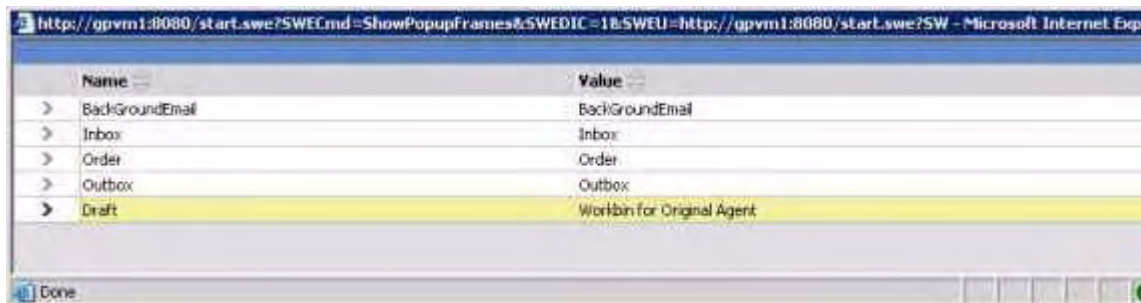 http://gpvm1:8080/start.swe?SWECmd=ShowPopupFrames&SWEDIC=1&SWEU=http://gpvm1:8080/start.swe?SW - Microsoft Internet Exp
Name Value
BackGroundEmail BackGroundEmail
Inbox Inbox
Order Order
Outbox Outbox
Draft Workbin for Original Agent
Done